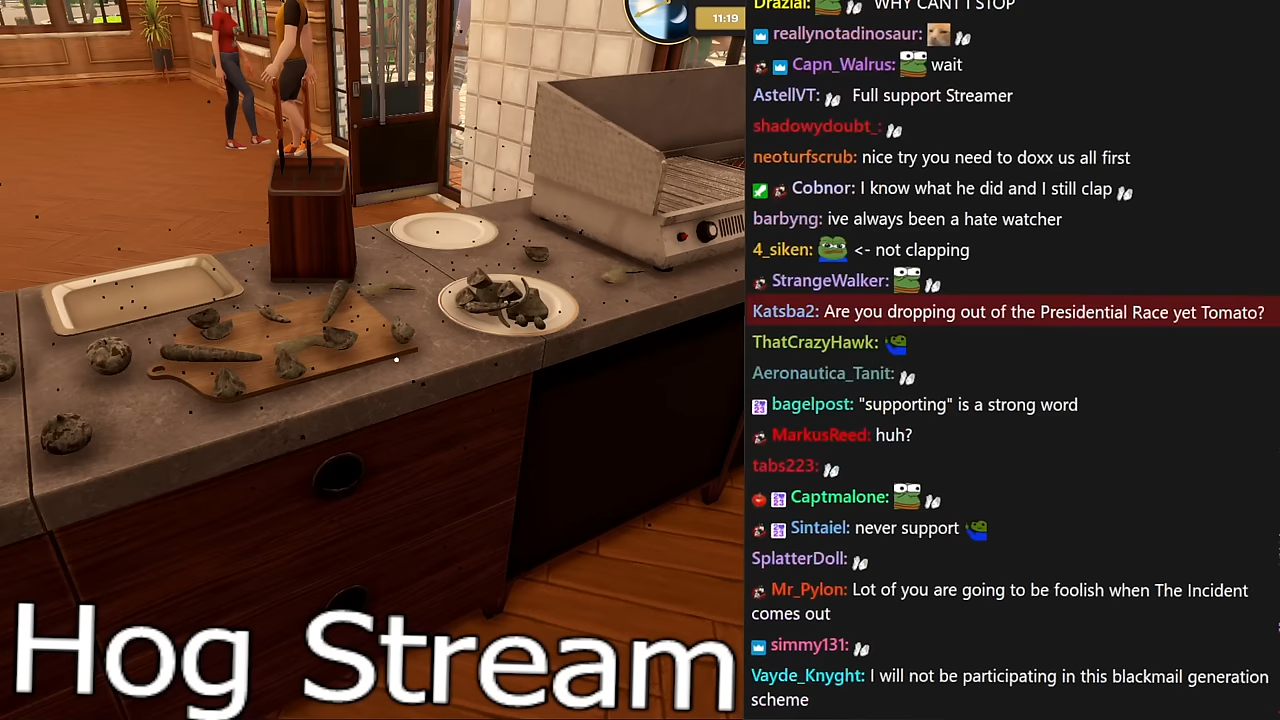 11:19
Drazial: WHY CANT I STOP
reallynotadinosaur:
Capn_Walrus: wait
AstellVT: Full support Streamer
shadowydoubt_:
neoturfscrub: nice try you need to doxx us all first
Cobnor: I know what he did and I still clap
barbyng: ive always been a hate watcher
4_siken: <- not clapping
StrangeWalker:
Katsba2: Are you dropping out of the Presidential Race yet Tomato?
ThatCrazyHawk:
Aeronautica_Tanit:
bagelpost: "supporting" is a strong word
MarkusReed: huh?
tabs223:
Captmalone:
Sintaiel: never support
SplatterDoll:
Mr_Pylon: Lot of you are going to be foolish when The Incident
comes out
simmy131:
Vayde_Knyght: I will not be participating in this blackmail generation
scheme
Hog Stream